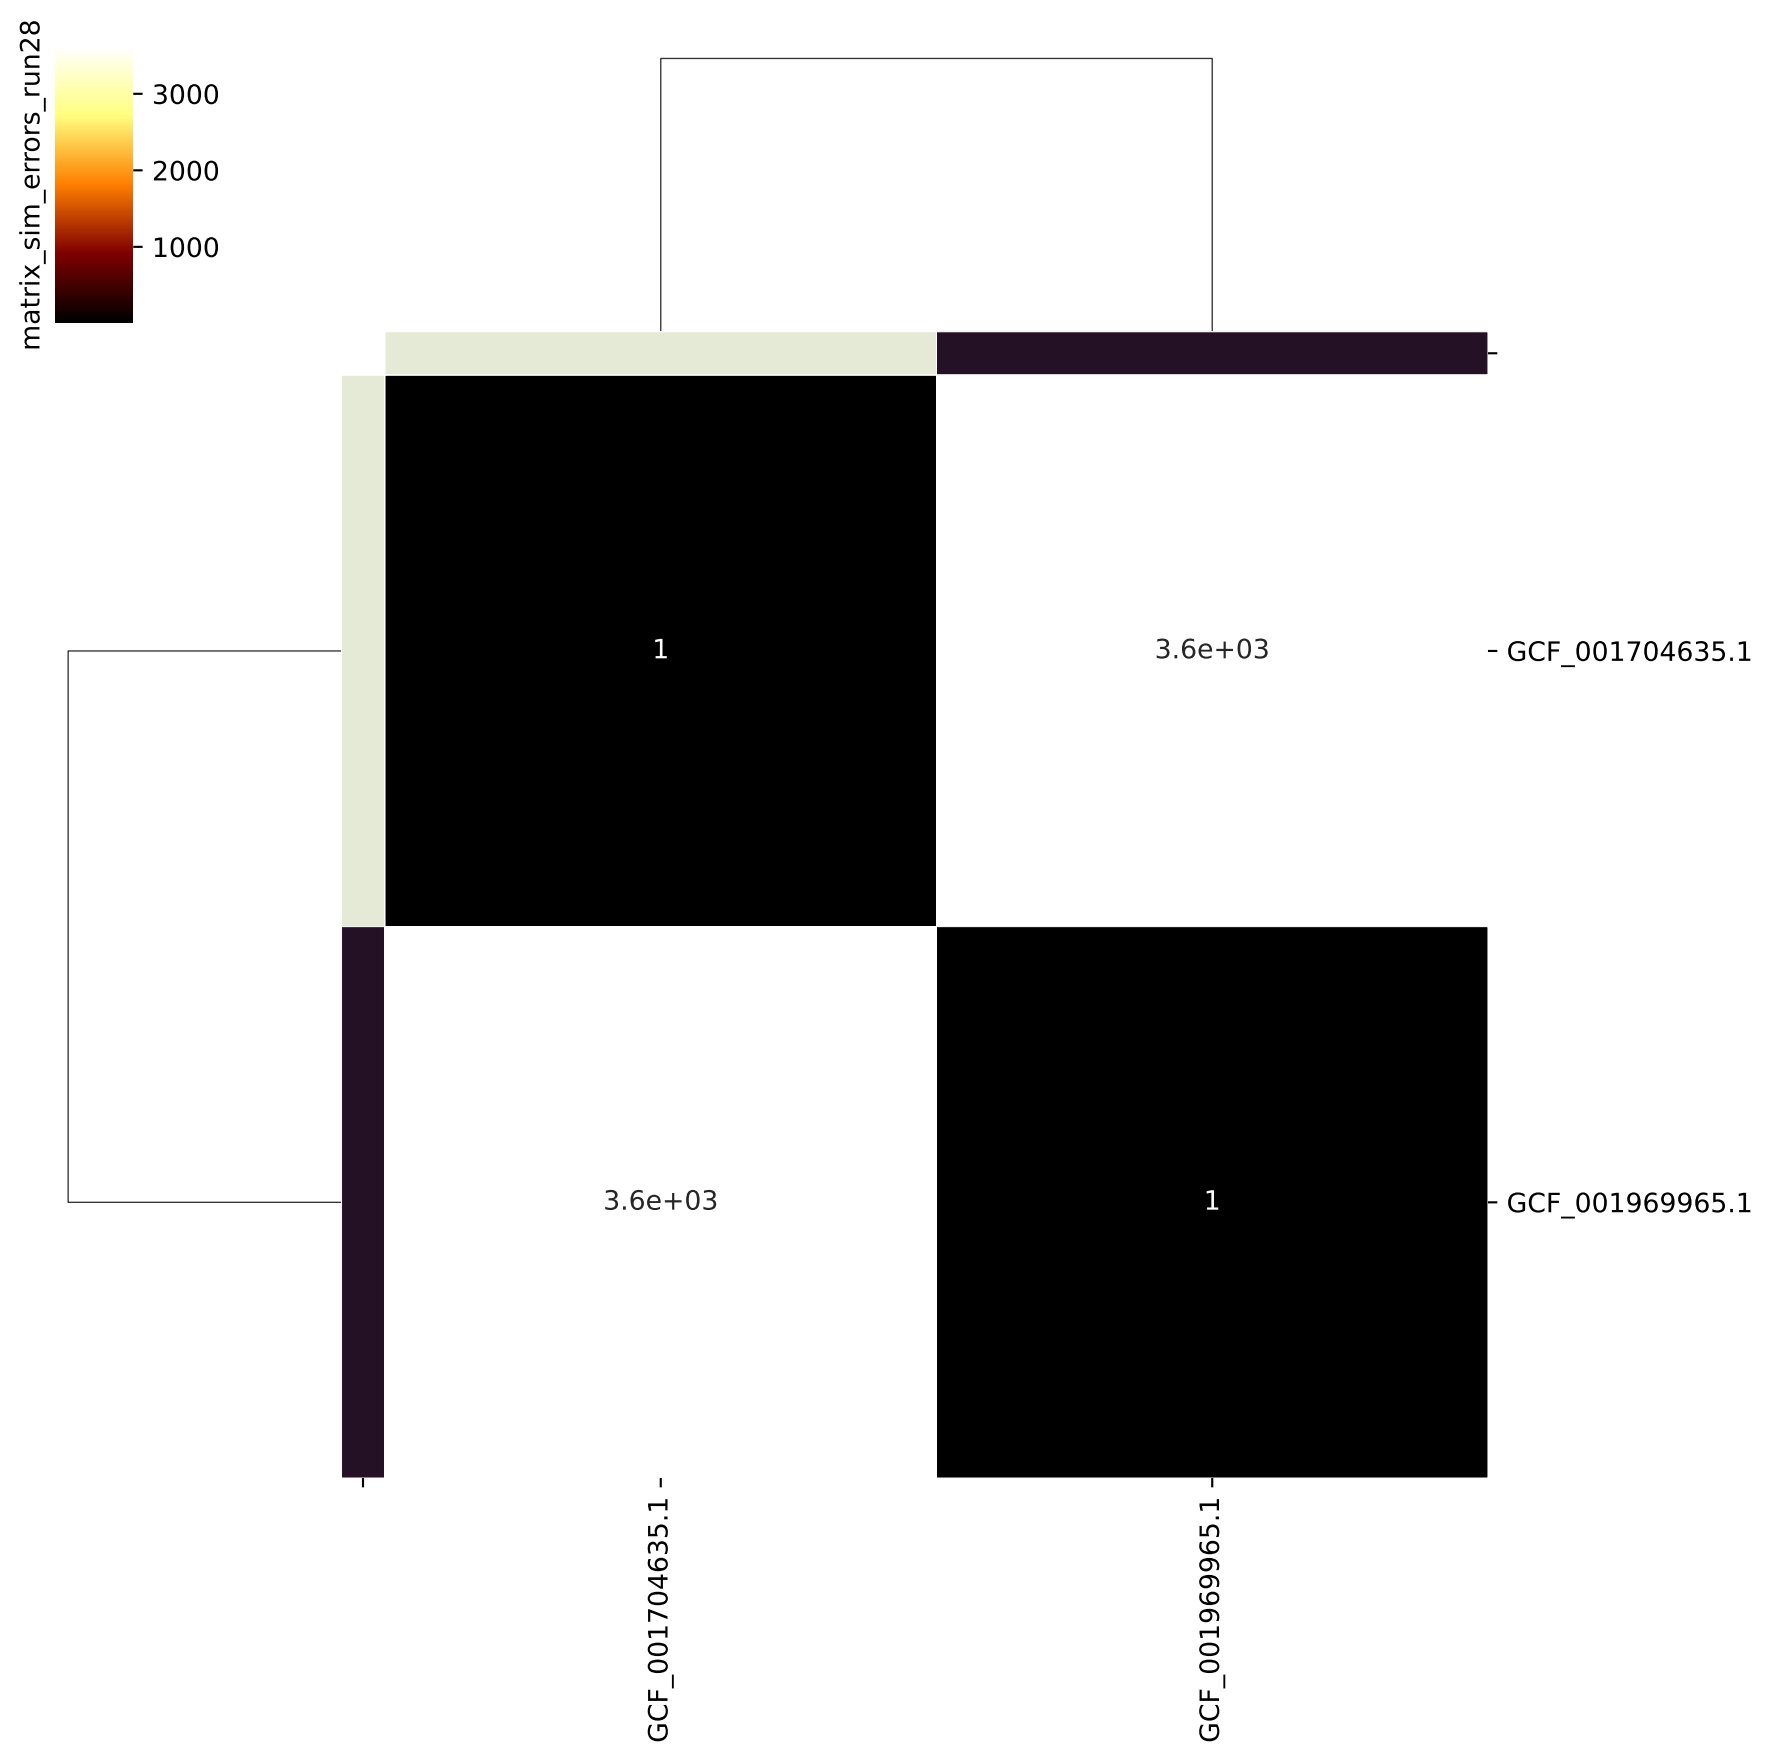 matrix_sim_errors_run28
3000
2000
1000
1
3.6e+03
GCF_001704635.1
3.6e+03
1
GCF_001969965.1
GCF_001704635.1
GCF_001969965.1